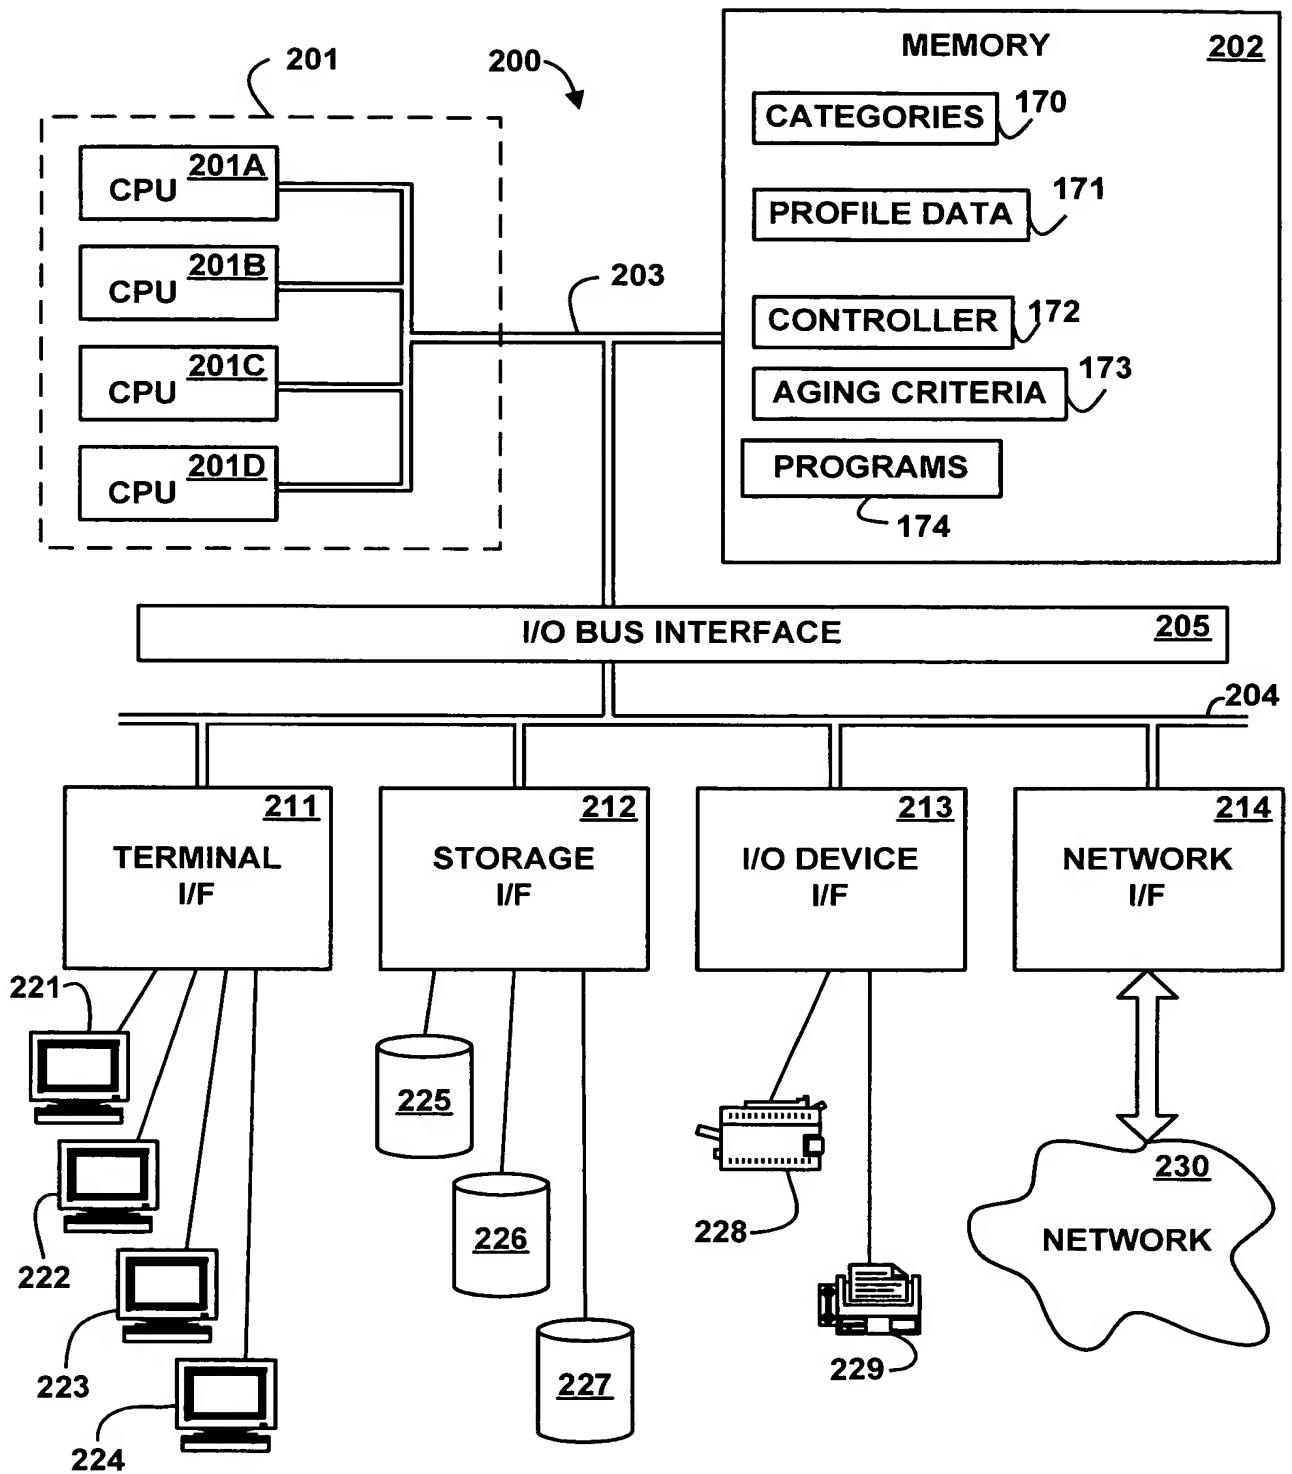 201
200
MEMORY 202
CATEGORIES 170
PROFILE DATA 171
CONTROLLER 172
AGING CRITERIA 173
PROGRAMS
174
CPU 201A
CPU 201B
CPU 201C
CPU 201D
203
I/O BUS INTERFACE 205
204
211
TERMINAL
I/F
212
STORAGE
I/F
213
I/O DEVICE
I/F
214
NETWORK
I/F
221
222
223
224
225
226
227
228
229
230
NETWORK